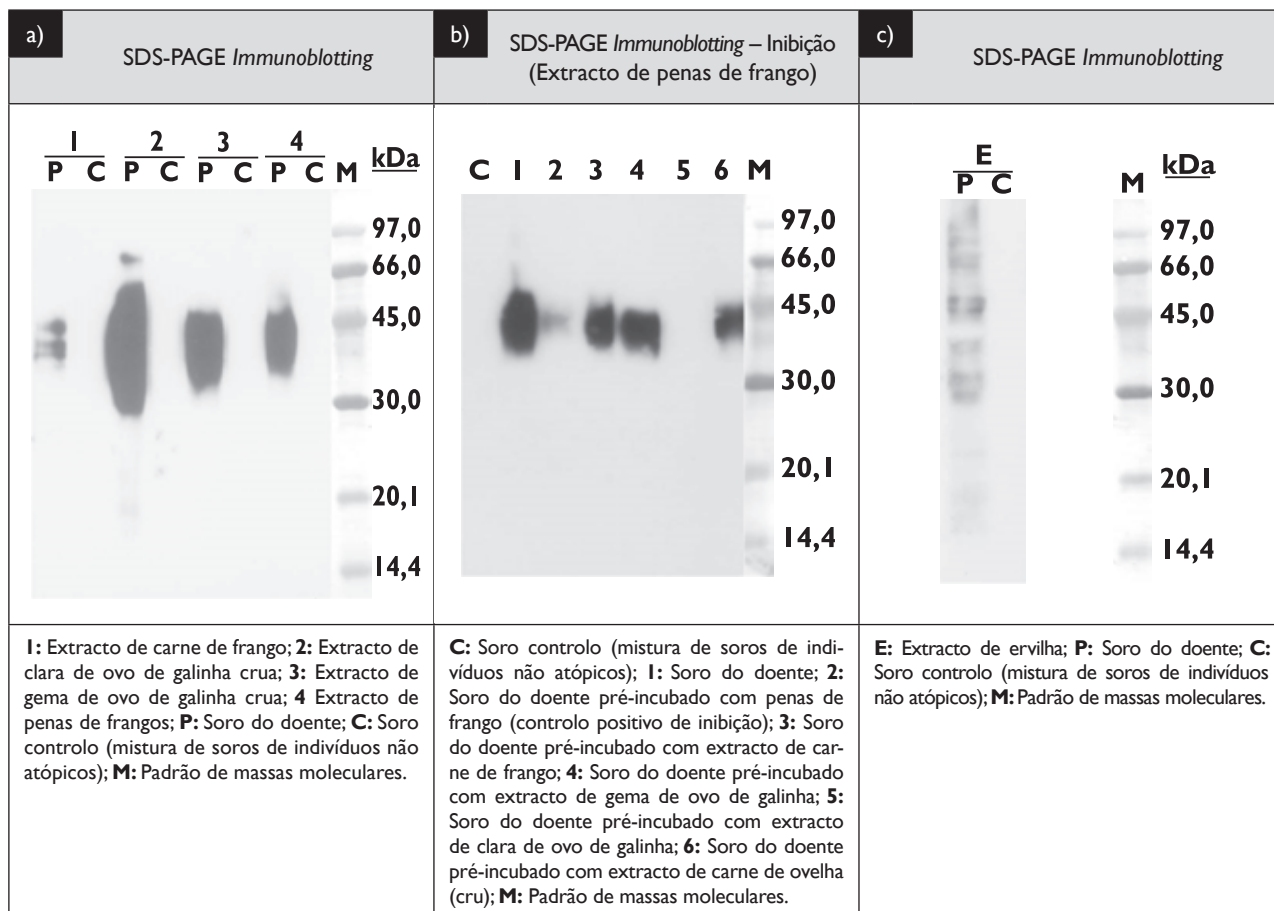 a)
SDS-PAGE Immunoblotting
b)
SDS-PAGE Immunoblotting – Inibição
(Extracto de penas de frango)
c)
SDS-PAGE Immunoblotting
1 2 3 4
P C P C P C P C M kDa
97,0
66,0
45,0
30,0
20,1
14,4
C 1 2 3 4 5 6 M
97,0
66,0
45,0
30,0
20,1
14,4
E
P C M kDa
97,0
66,0
45,0
30,0
20,1
14,4
1: Extracto de carne de frango; 2: Extracto de
clara de ovo de galinha crua; 3: Extracto de
gema de ovo de galinha crua; 4 Extracto de
penas de frangos; P: Soro do doente; C: Soro
controlo (mistura de soros de indivíduos não
atópicos); M: Padrão de massas moleculares.
C: Soro controlo (mistura de soros de indi-
víduos não atópicos); 1: Soro do doente; 2:
Soro do doente pré-incubado com penas de
frango (controlo positivo de inibição); 3: Soro
do doente pré-incubado com extracto de car-
ne de frango; 4: Soro do doente pré-incubado
com extracto de gema de ovo de galinha; 5:
Soro do doente pré-incubado com extracto
de clara de ovo de galinha; 6: Soro do doente
pré-incubado com extracto de carne de ovelha
(cru); M: Padrão de massas moleculares.
E: Extracto de ervilha; P: Soro do doente; C:
Soro controlo (mistura de soros de indivíduos
não atópicos); M: Padrão de massas moleculares.